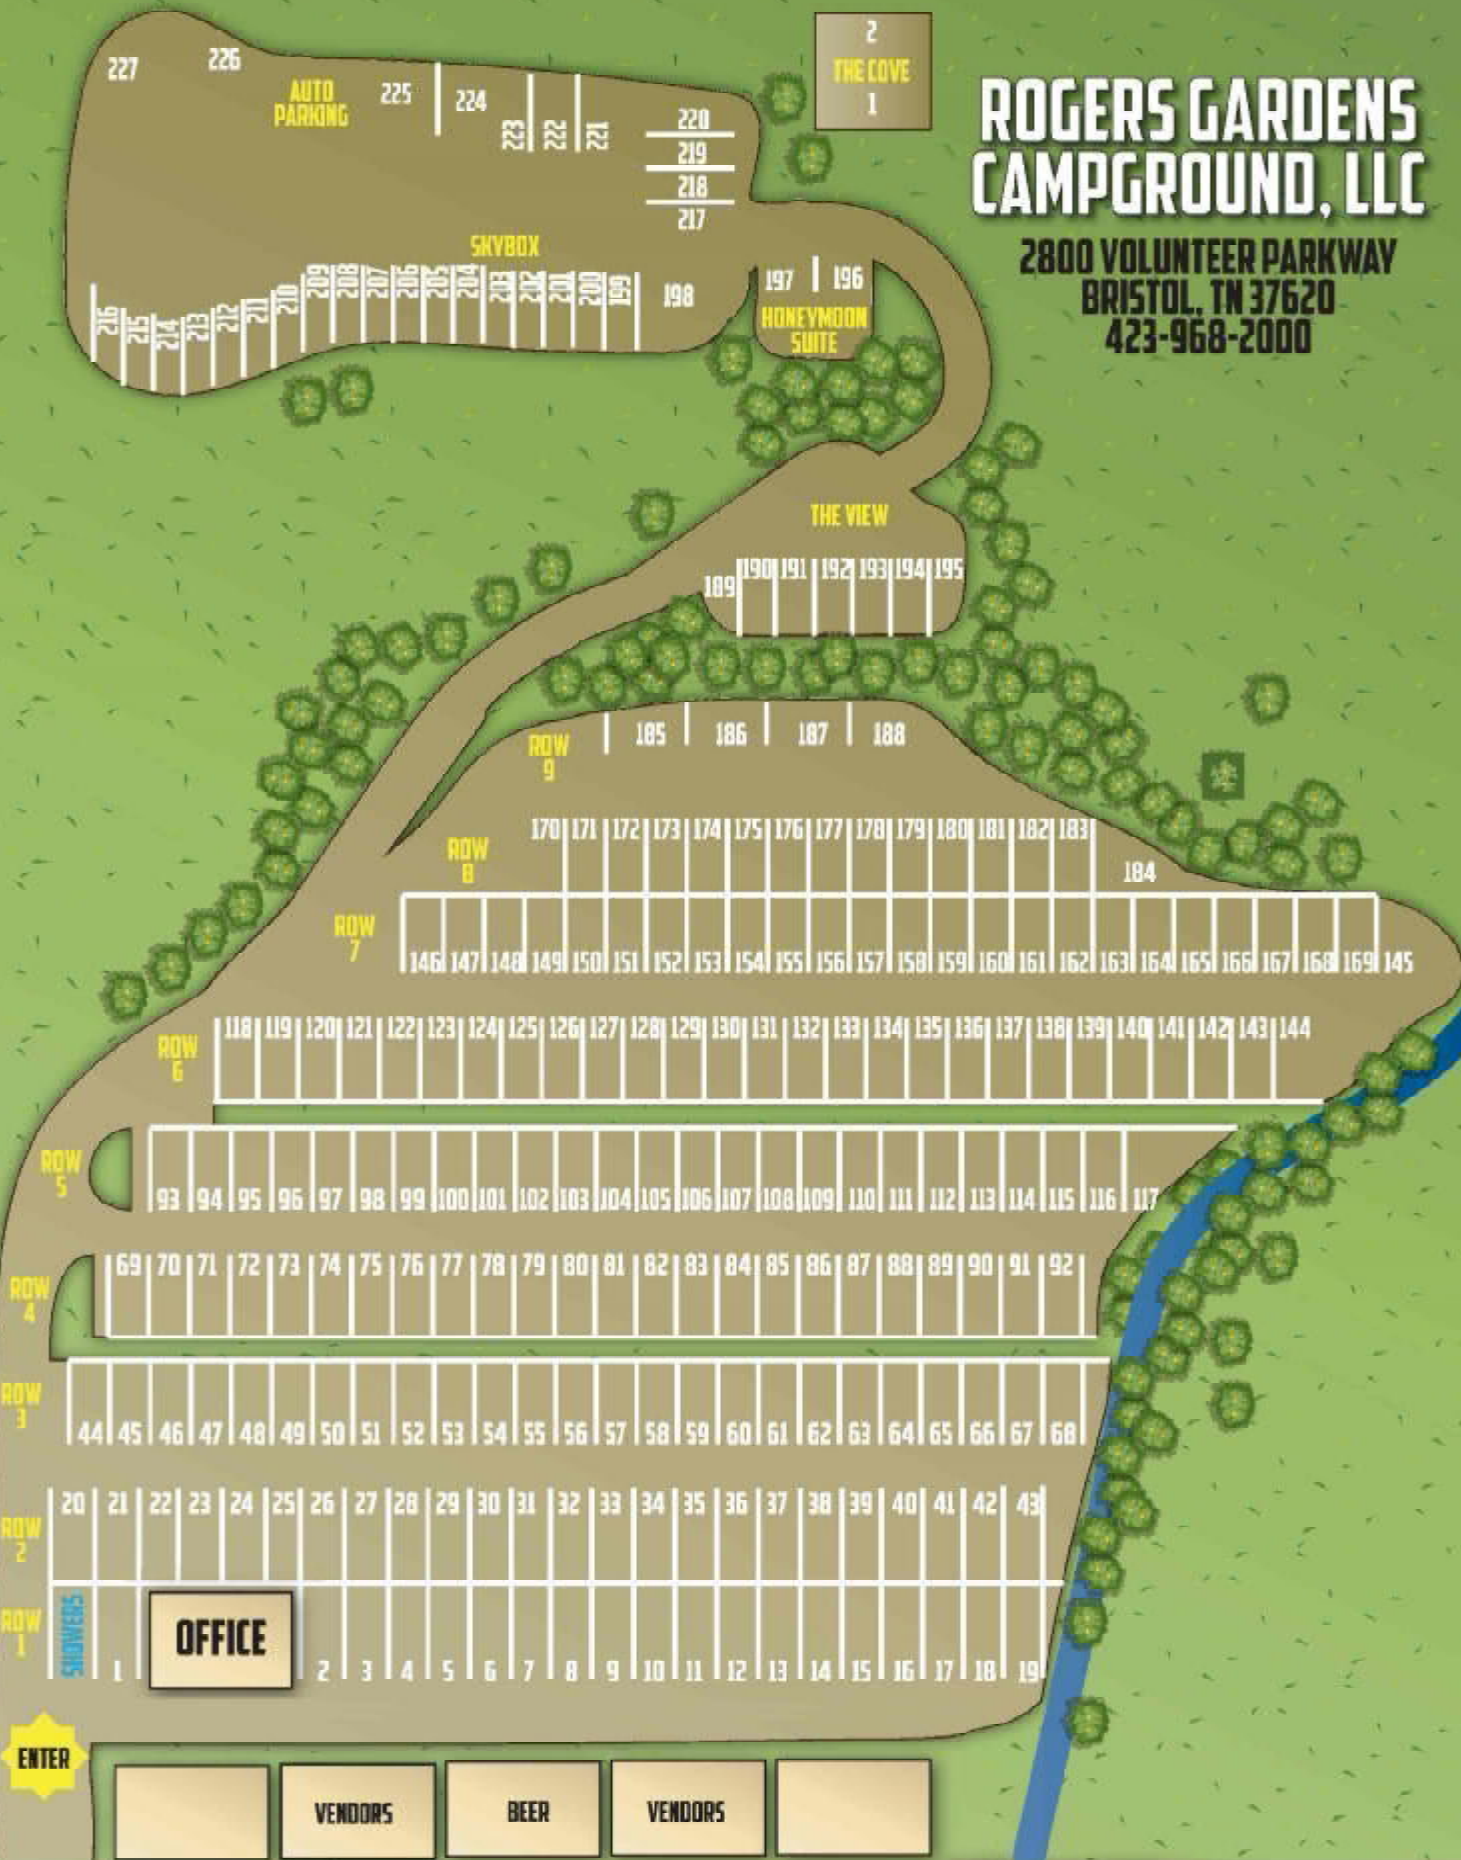 ROGERS GARDENS
CAMPGROUND, LLC
2800 VOLUNTEER PARKWAY
BRISTOL, TN 37620
423-968-2000
2
THE COVE
1
227 226
AUTO
PARKING
225 224 223 222 221
220
219
218
217
SKYBOX
216 215 214 213 212 211 210 209 208 207 206 205 204 203 202 201 200 199 198
197 196
HONEYMOON
SUITE
THE VIEW
189 190 191 192 193 194 195
185 186 187 188
ROW
9
170 171 172 173 174 175 176 177 178 179 180 181 182 183
184
ROW
8
ROW
7
146 147 148 149 150 151 152 153 154 155 156 157 158 159 160 161 162 163 164 165 166 167 168 169 145
118 119 120 121 122 123 124 125 126 127 128 129 130 131 132 133 134 135 136 137 138 139 140 141 142 143 144
ROW
6
ROW
5
93 94 95 96 97 98 99 100 101 102 103 104 105 106 107 108 109 110 111 112 113 114 115 116 117
69 70 71 72 73 74 75 76 77 78 79 80 81 82 83 84 85 86 87 88 89 90 91 92
ROW
4
ROW
3
44 45 46 47 48 49 50 51 52 53 54 55 56 57 58 59 60 61 62 63 64 65 66 67 68
20 21 22 23 24 25 26 27 28 29 30 31 32 33 34 35 36 37 38 39 40 41 42 43
ROW
2
ROW
1
SHOWERS
OFFICE
1 2 3 4 5 6 7 8 9 10 11 12 13 14 15 16 17 18 19
ENTER
VENDORS BEER VENDORS